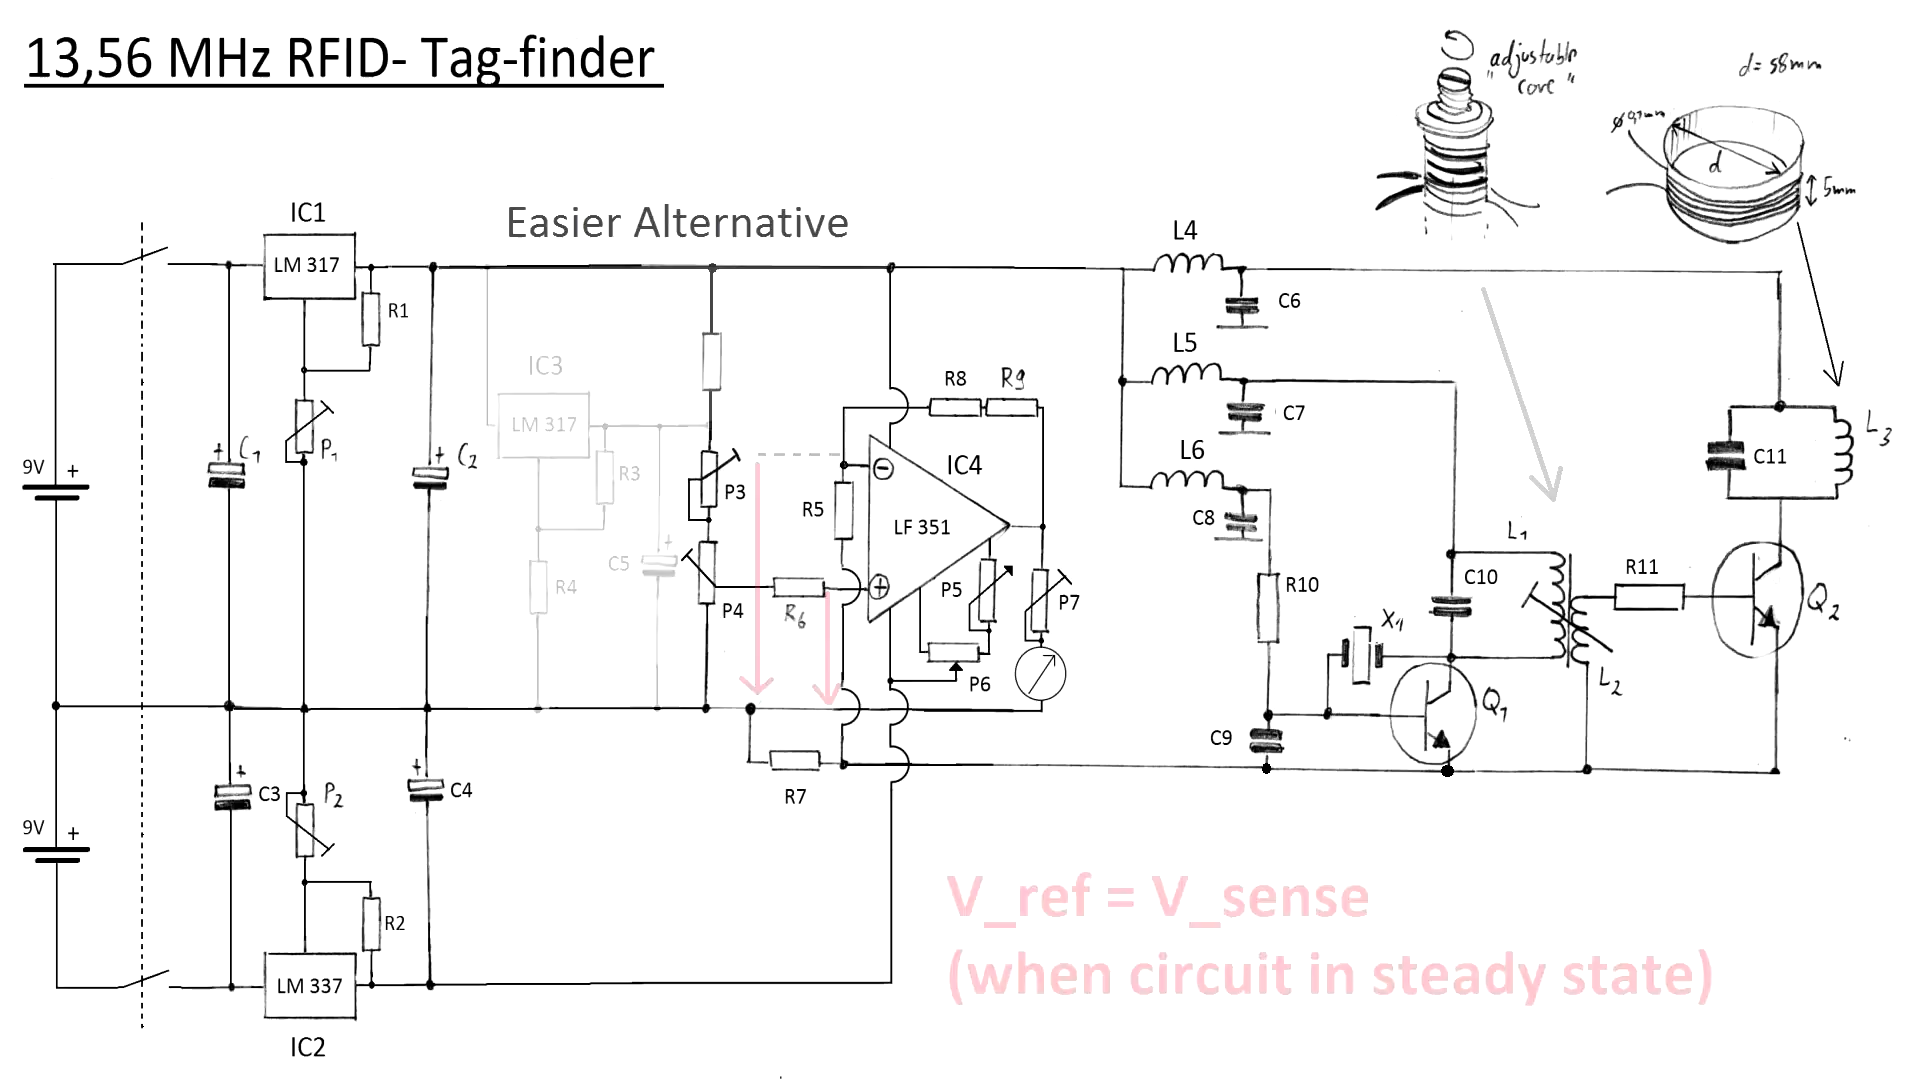 13,56 MHz RFID- Tag-finder
"adjustable
core"
d= 58mm
d
5mm
IC1
LM 317
R1
Easier Alternative
L4
C6
IC3
LM 317
R3
R4
C5
P1
C1
C2
9V
+
+
+
P3
P4
R5
R6
R8
R9
IC4
LF 351
P5
P6
P7
L5
C7
L6
C8
R10
C9
X1
Q1
C10
L1
L2
R11
Q2
C11
L3
+
+
+
+
C3
P2
C4
R7
9V
R2
LM 337
IC2
V_ref = V_sense
(when circuit in steady state)